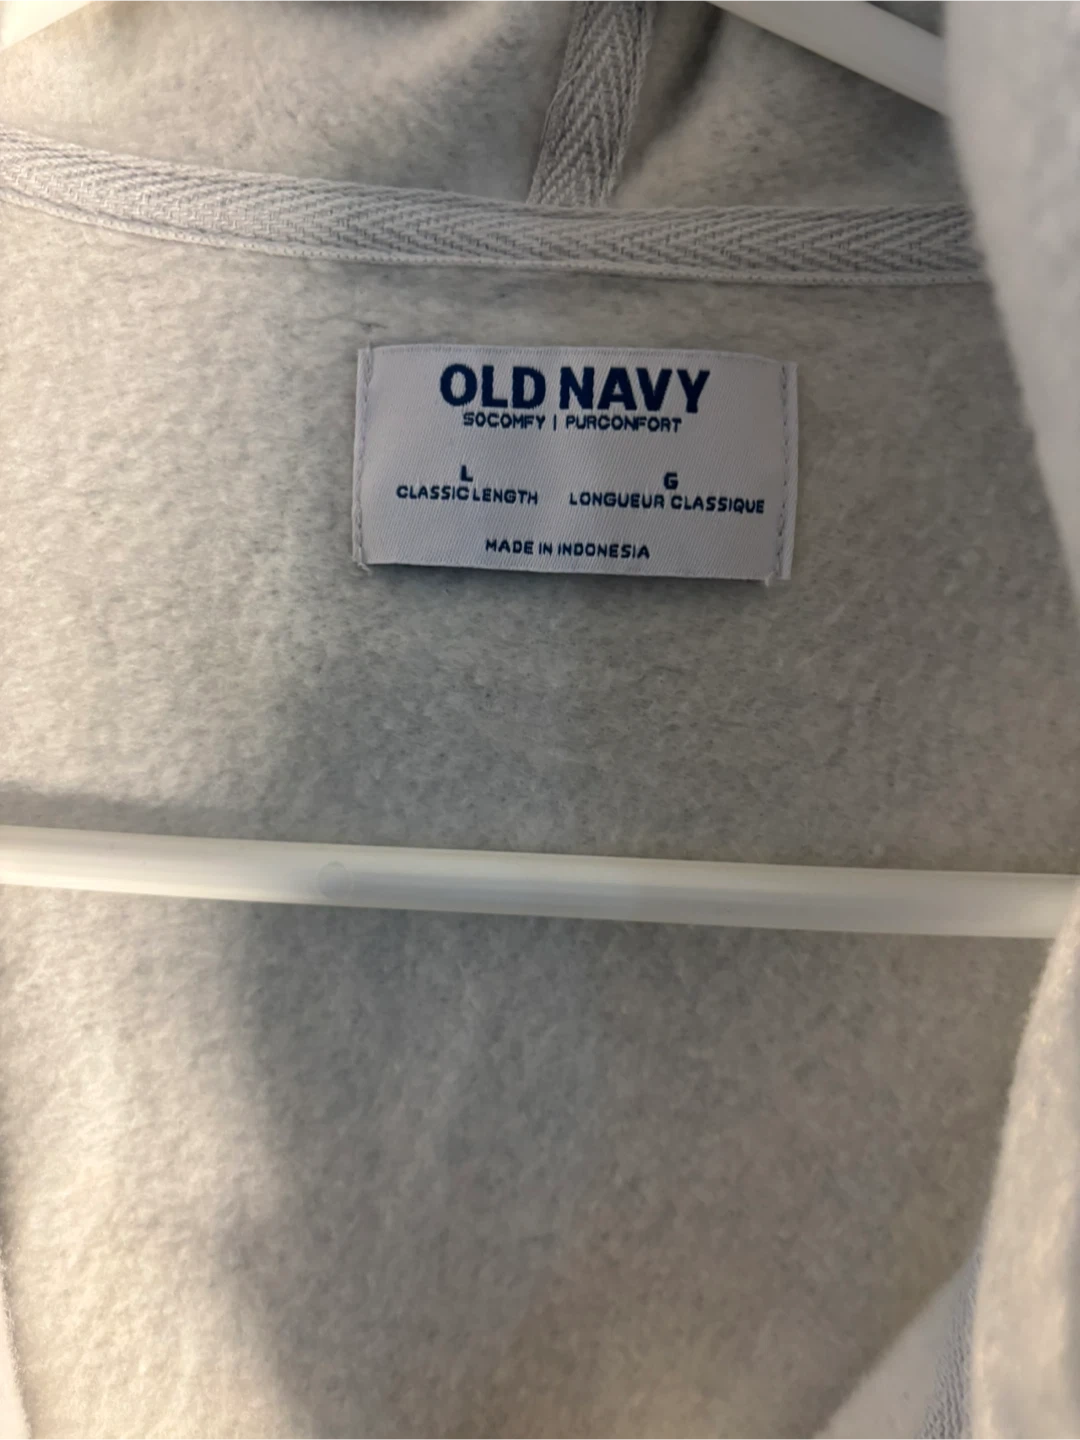 OLD NAVY
SOCOMFY | PURCONFORT
L G
CLASSIC LENGTH LONGUEUR CLASSIQUE
MADE IN INDONESIA